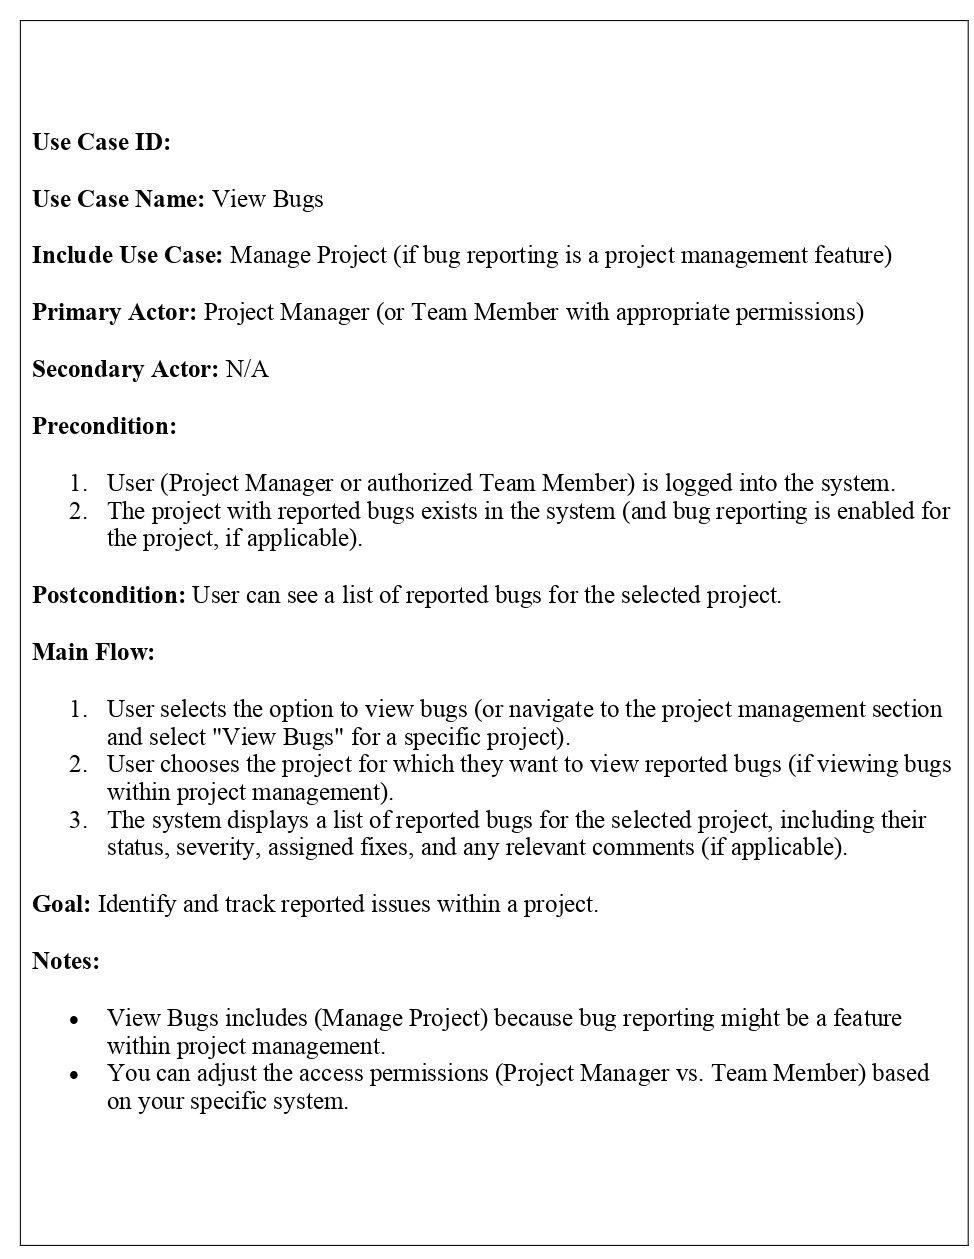 Use Case ID:
Use Case Name: View Bugs
Include Use Case: Manage Project (if bug reporting is a project management feature)
Primary Actor: Project Manager (or Team Member with appropriate permissions)
Secondary Actor: N/A
Precondition:
1. User (Project Manager or authorized Team Member) is logged into the system.
2. The project with reported bugs exists in the system (and bug reporting is enabled for
the project, if applicable).
Postcondition: User can see a list of reported bugs for the selected project.
Main Flow:
1. User selects the option to view bugs (or navigate to the project management section
and select "View Bugs" for a specific project).
2. User chooses the project for which they want to view reported bugs (if viewing bugs
within project management).
3. The system displays a list of reported bugs for the selected project, including their
status, severity, assigned fixes, and any relevant comments (if applicable).
Goal: Identify and track reported issues within a project.
Notes:
• View Bugs includes (Manage Project) because bug reporting might be a feature
within project management.
• You can adjust the access permissions (Project Manager vs. Team Member) based
on your specific system.